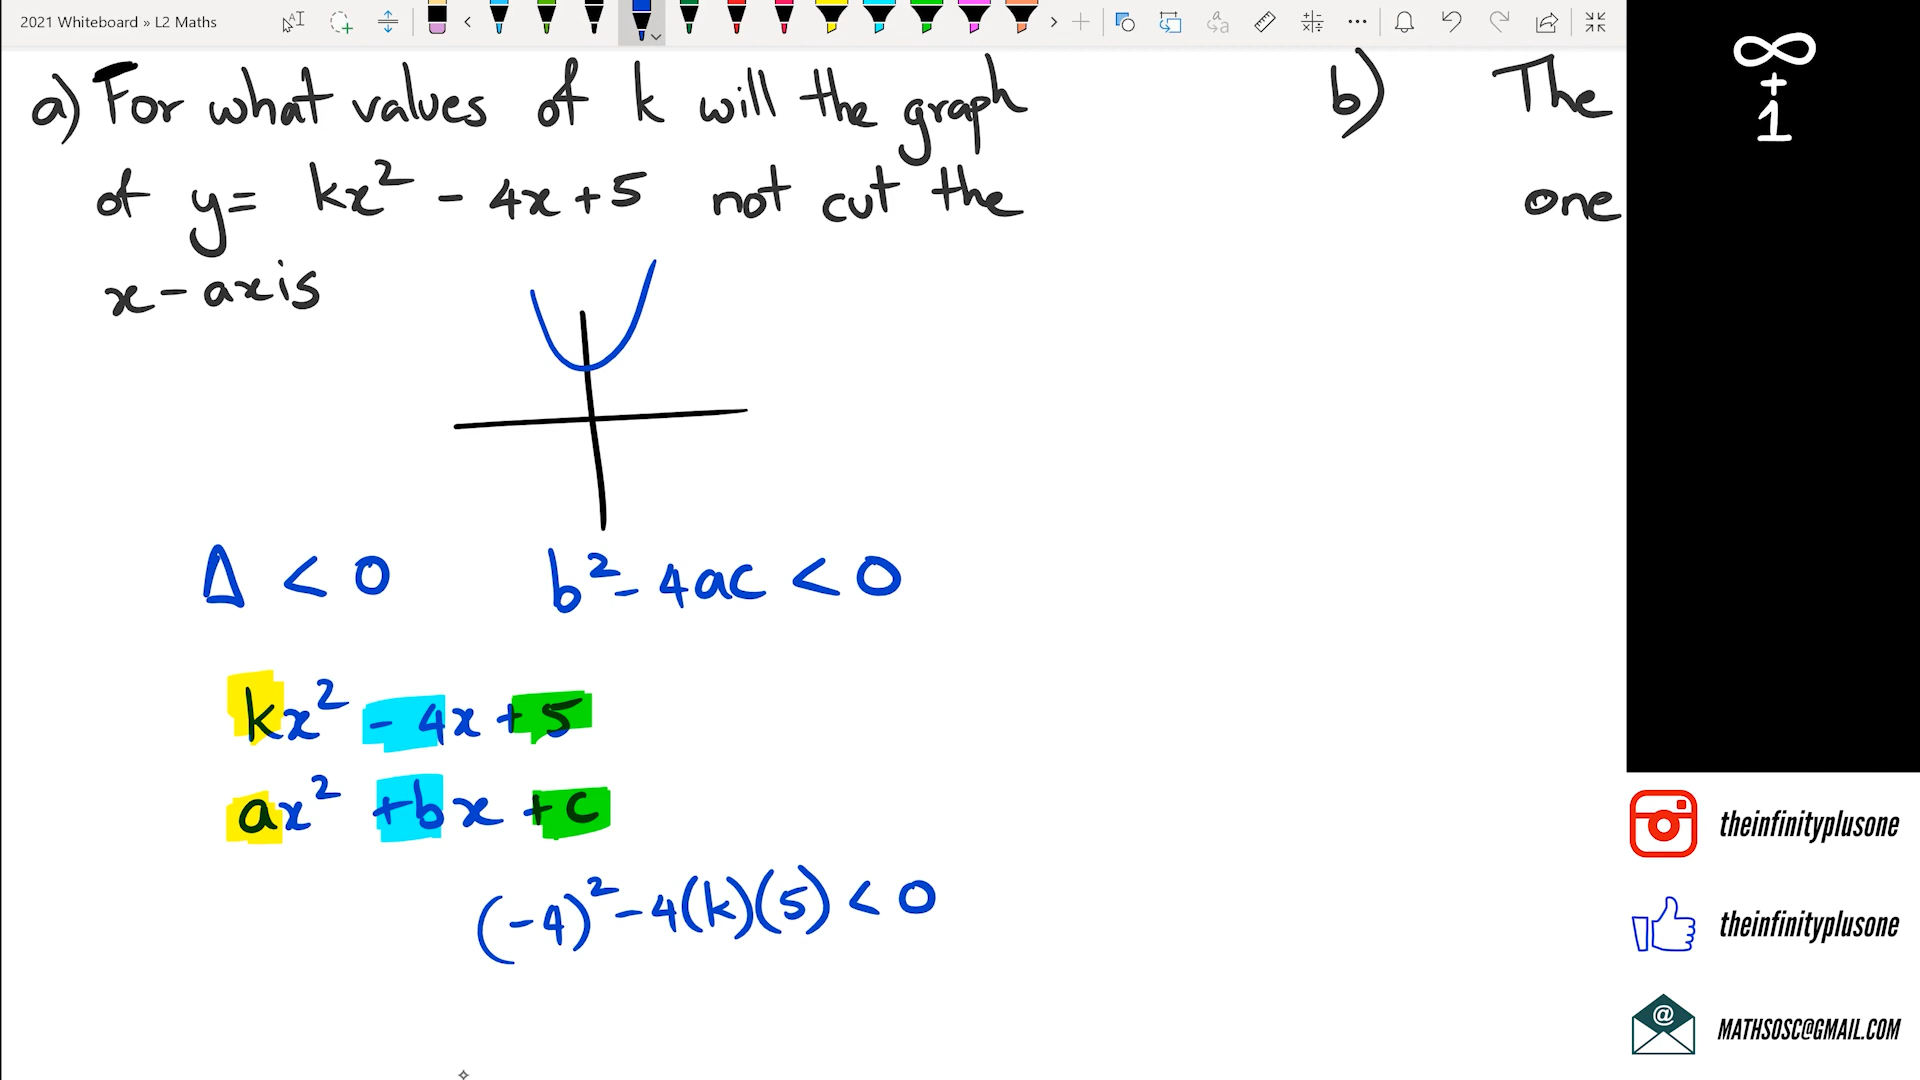 2021 Whiteboard » L2 Maths
a) For what values of k will the graph
of y = kx² - 4x + 5 not cut the
x-axis
b) The
one
Δ < 0 b² - 4ac < 0
kx² - 4x + 5
ax² + bx + c
(-4)² - 4(k)(5) < 0
∞
+
1
theinfinityplusone
theinfinityplusone
MATHSOSC@GMAIL.COM